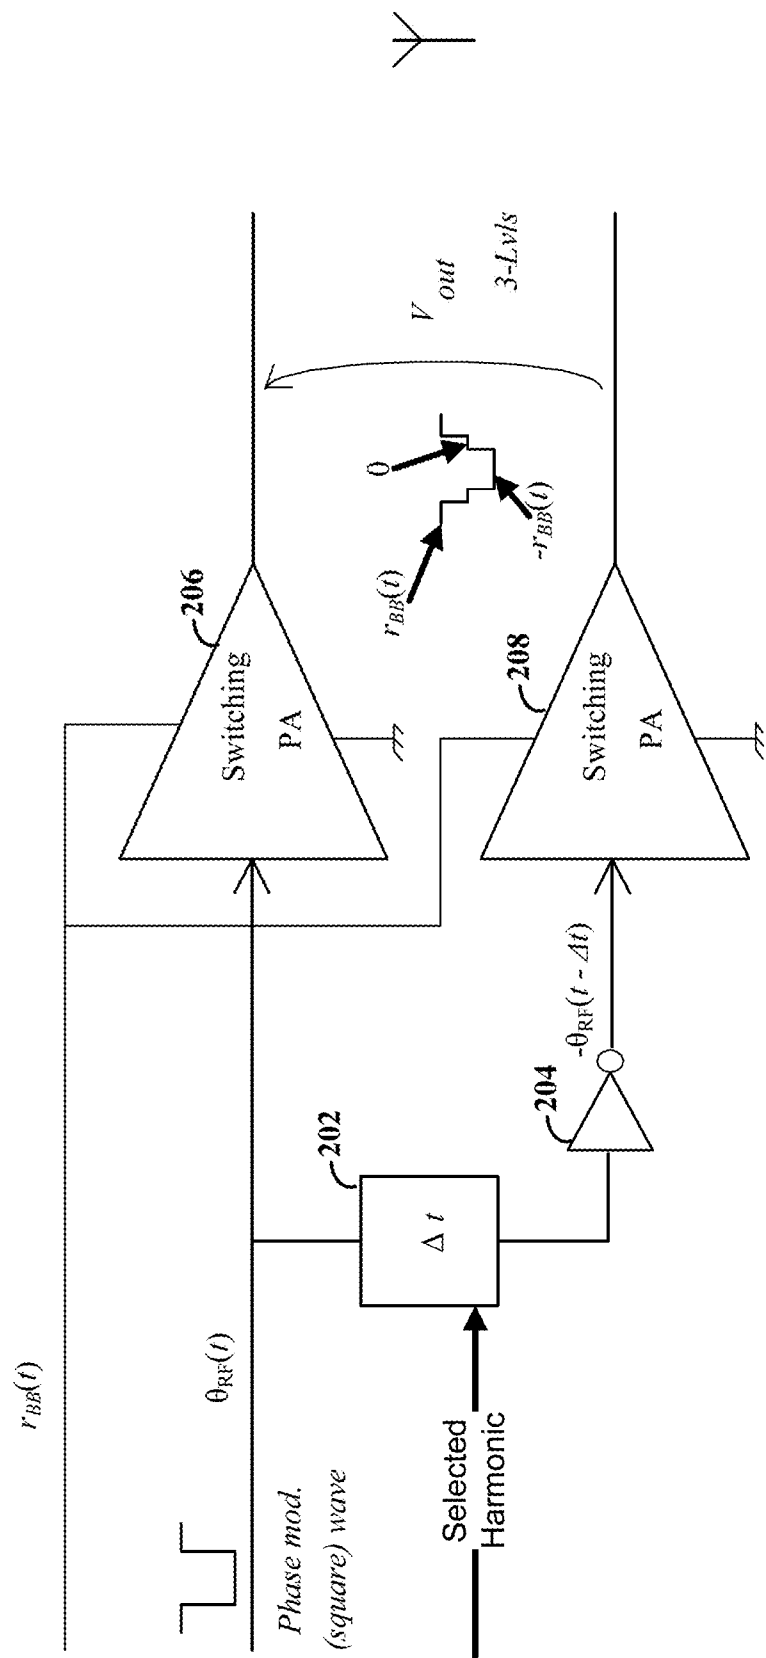 r_BB(t)
θ_RF(t)
Phase mod.
(square) wave
Selected
Harmonic
202
Δ t
204
-θ_RF(t - Δt)
206
Switching
PA
208
Switching
PA
r_BB(t)
0
-r_BB(t)
V_out
3-Lvls